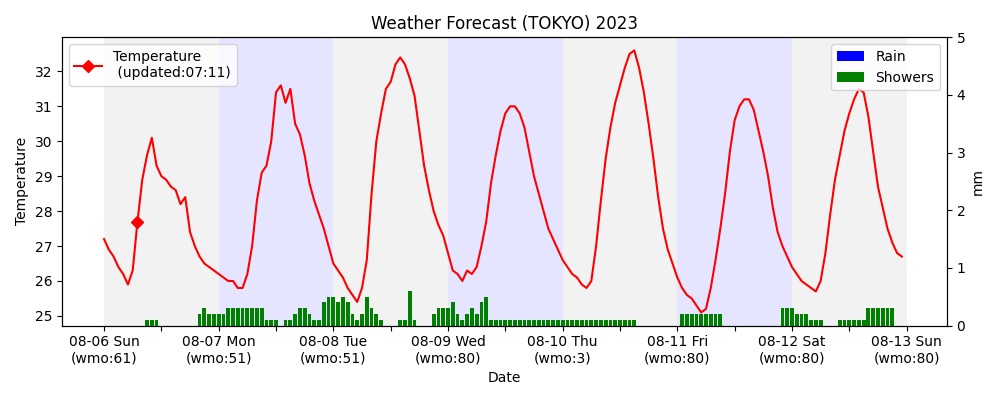 Weather Forecast (TOKYO) 2023
Temperature
(updated:07:11)
Rain
Showers
Temperature
32
31
30
29
28
27
26
25
5
4
3
2
1
0
mm
08-06 Sun
(wmo:61)
08-07 Mon
(wmo:51)
08-08 Tue
(wmo:51)
08-09 Wed
(wmo:80)
08-10 Thu
(wmo:3)
08-11 Fri
(wmo:80)
08-12 Sat
(wmo:80)
08-13 Sun
(wmo:80)
Date